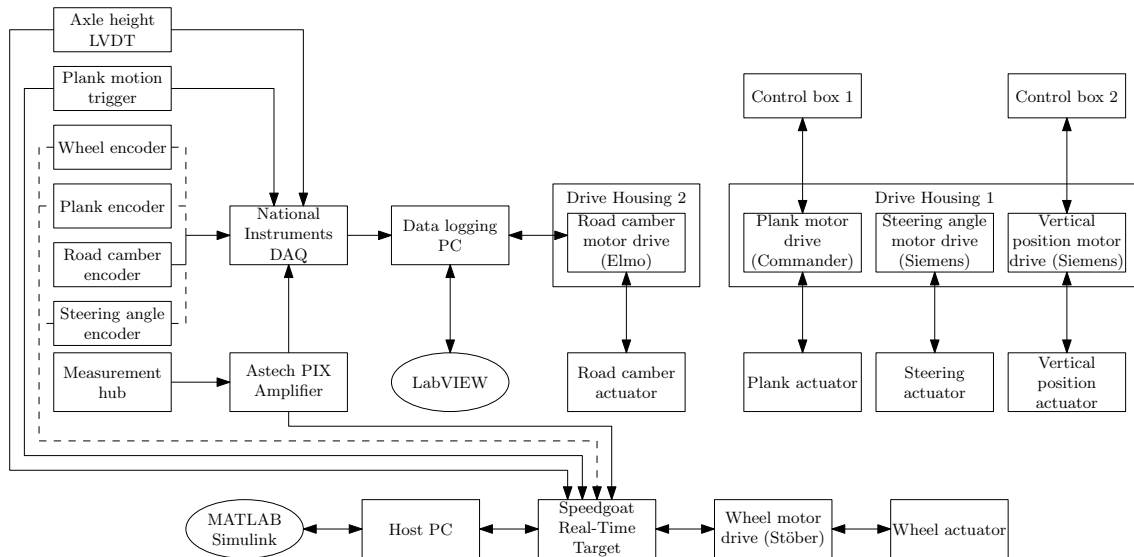 Axle height
LVDT
Plank motion
trigger
Wheel encoder
Plank encoder
Road camber
encoder
Steering angle
encoder
Measurement
hub
National
Instruments
DAQ
Astech PIX
Amplifier
Data logging
PC
LabVIEW
Drive Housing 2
Road camber
motor drive
(Elmo)
Road camber
actuator
Control box 1
Control box 2
Drive Housing 1
Plank motor
drive
(Commander)
Steering angle
motor drive
(Siemens)
Vertical
position motor
drive (Siemens)
Plank actuator
Steering
actuator
Vertical
position
actuator
MATLAB
Simulink
Host PC
Speedgoat
Real-Time
Target
Wheel motor
drive (Stöber)
Wheel actuator